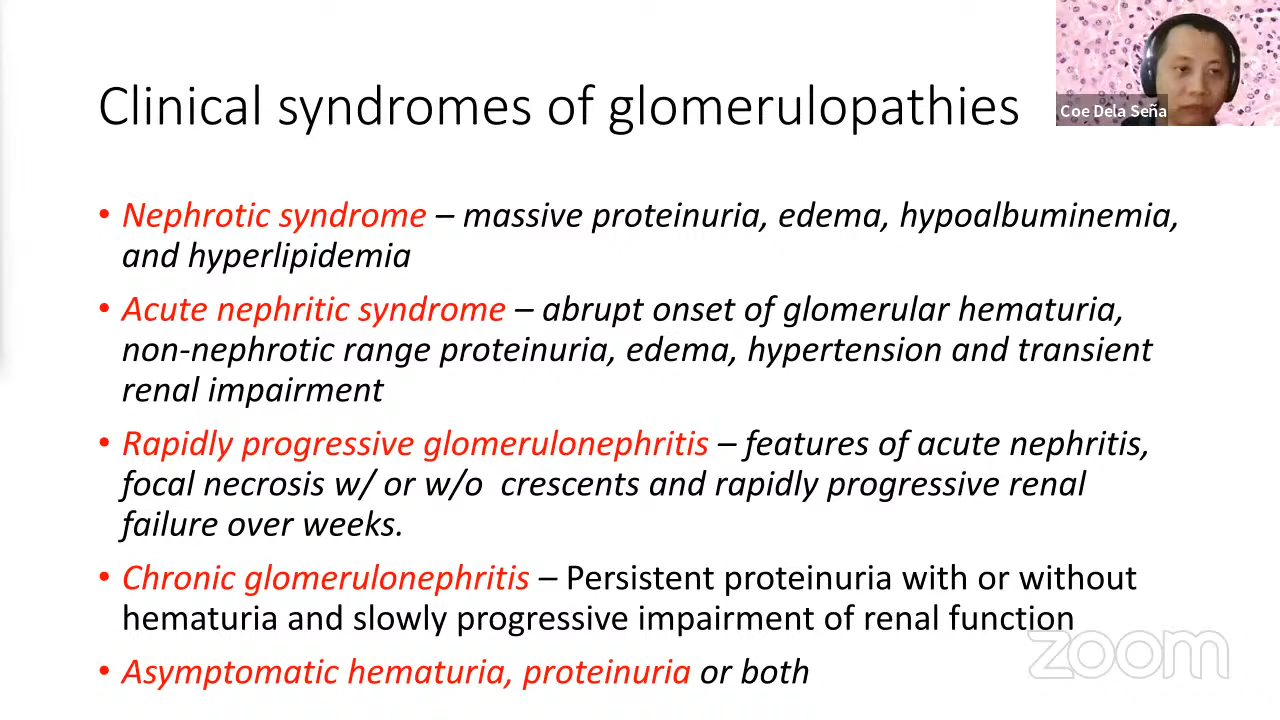 Clinical syndromes of glomerulopathies
Coe Dela Seña
• Nephrotic syndrome – massive proteinuria, edema, hypoalbuminemia,
and hyperlipidemia
• Acute nephritic syndrome – abrupt onset of glomerular hematuria,
non-nephrotic range proteinuria, edema, hypertension and transient
renal impairment
• Rapidly progressive glomerulonephritis – features of acute nephritis,
focal necrosis w/ or w/o crescents and rapidly progressive renal
failure over weeks.
• Chronic glomerulonephritis – Persistent proteinuria with or without
hematuria and slowly progressive impairment of renal function
• Asymptomatic hematuria, proteinuria or both
zoom